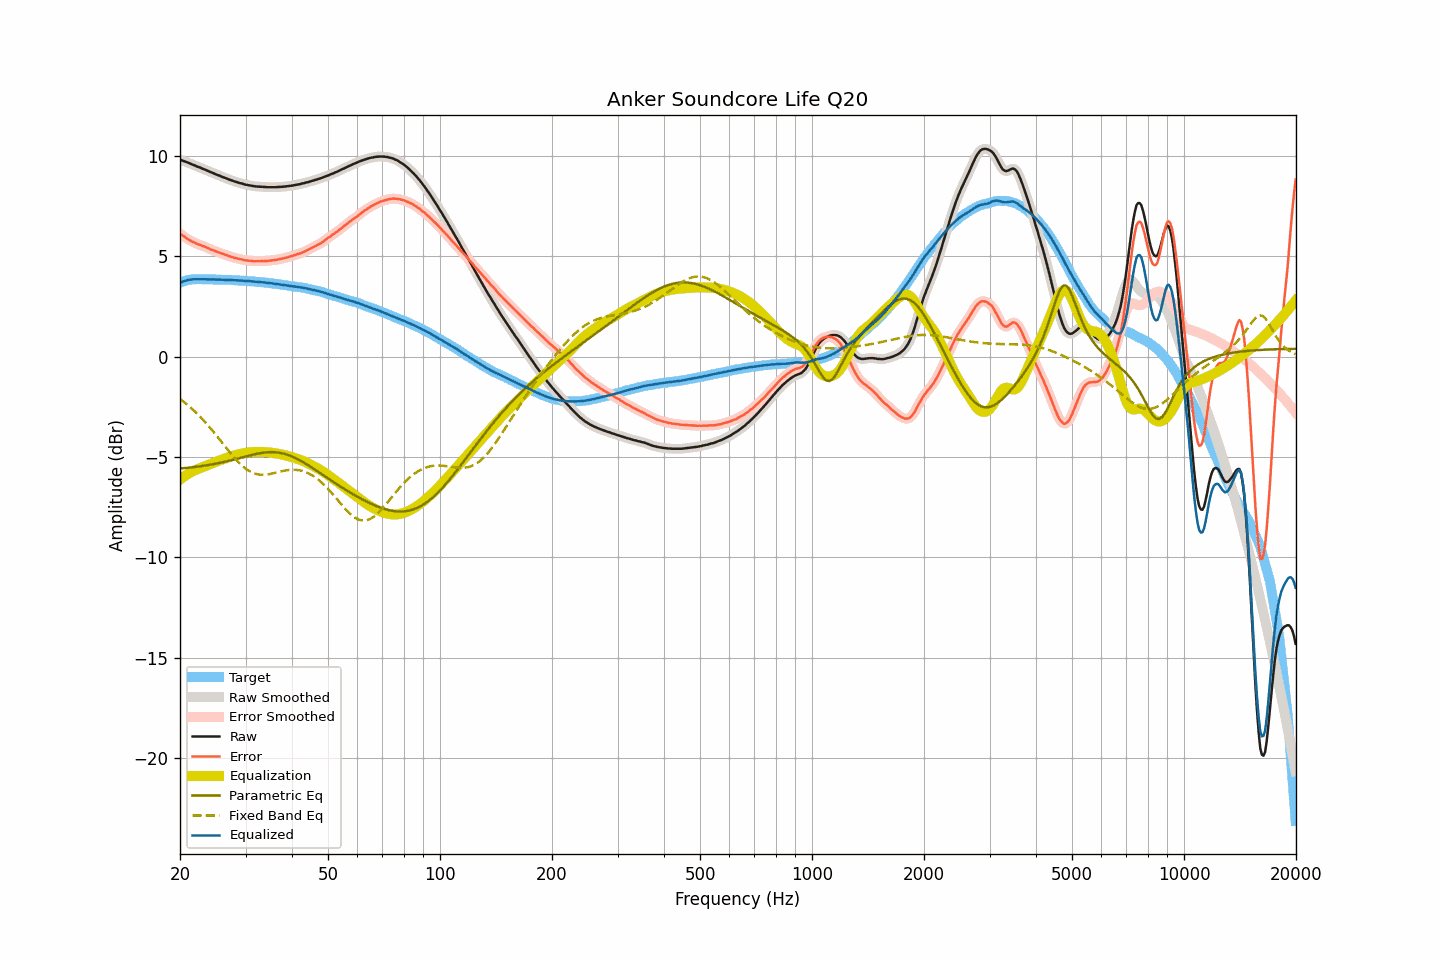 Anker Soundcore Life Q20
Amplitude (dBr)
10
5
0
−5
−10
−15
−20
Target
Raw Smoothed
Error Smoothed
Raw
Error
Equalization
Parametric Eq
Fixed Band Eq
Equalized
20 50 100 200 500 1000 2000 5000 10000 20000
Frequency (Hz)